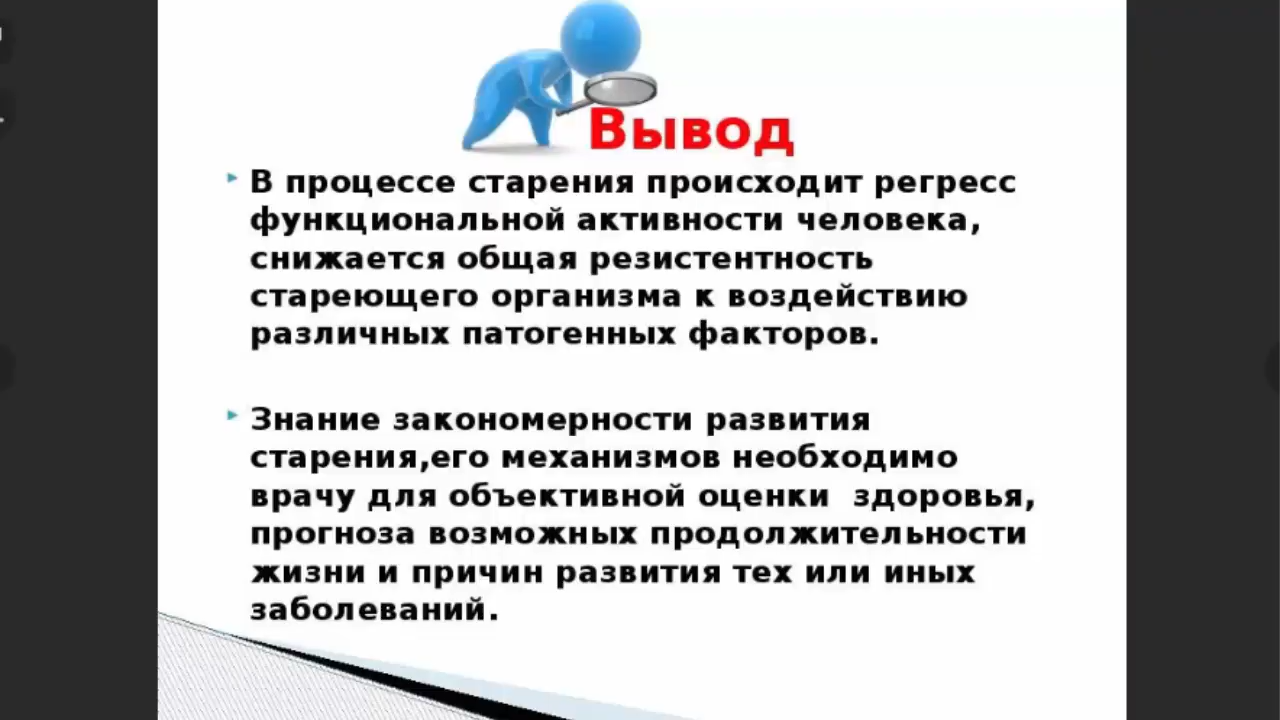 Вывод
В процессе старения происходит регресс
функциональной активности человека,
снижается общая резистентность
стареющего организма к воздействию
различных патогенных факторов.
Знание закономерности развития
старения,его механизмов необходимо
врачу для объективной оценки  здоровья,
прогноза возможных продолжительности
жизни и причин развития тех или иных
заболеваний.